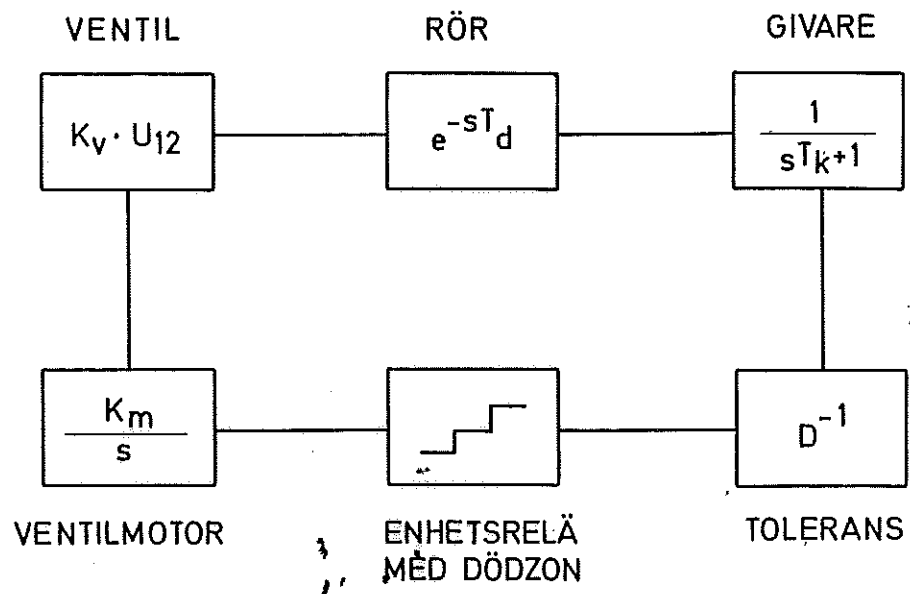 VENTIL RÖR GIVARE
K_v · U_12 e^{-sT_d} 1
sT_k+1
K_m D^{-1}
s
VENTILMOTOR ENHETSRELÄ TOLERANS
MED DÖDZON